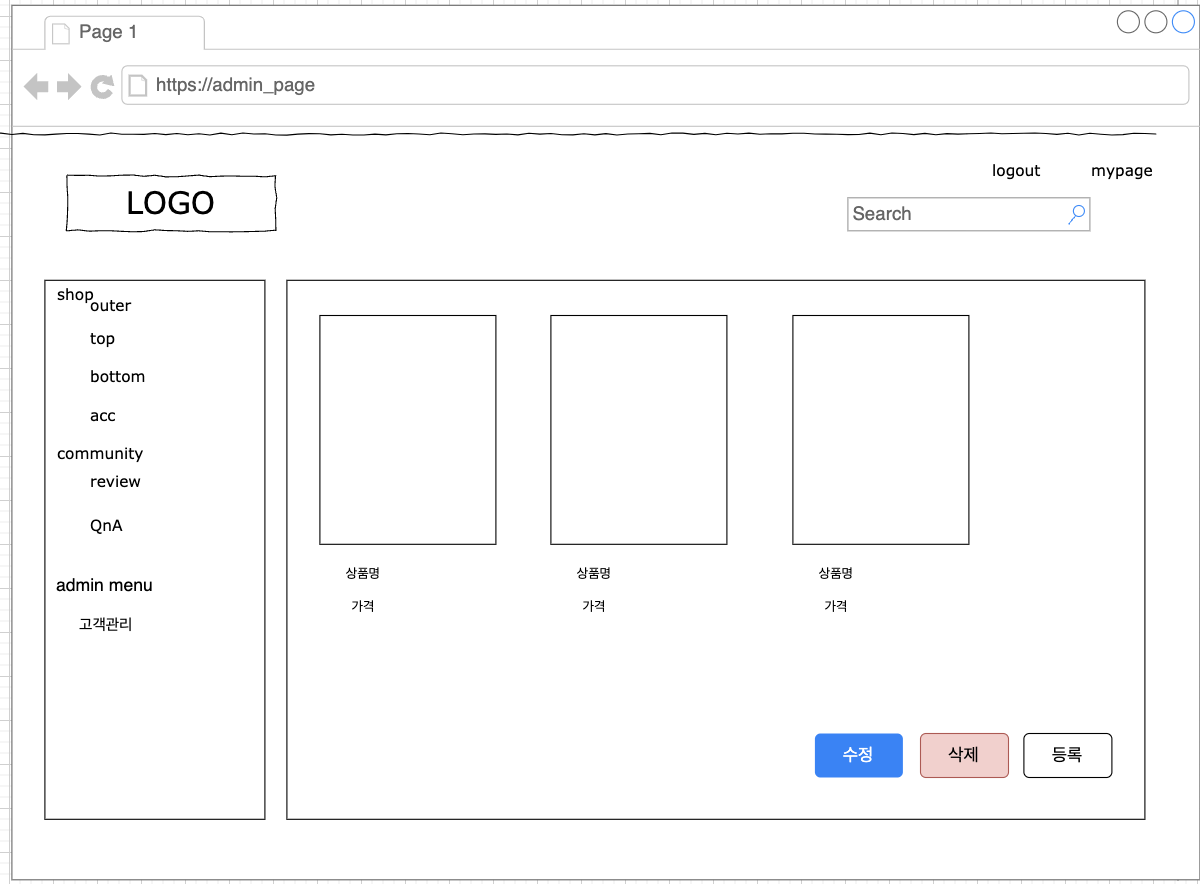 Page 1
https://admin_page
logout mypage
LOGO
Search
shop
outer
top
bottom
acc
community
review
QnA
admin menu
고객관리
상품명 상품명 상품명
가격 가격 가격
수정 삭제 등록